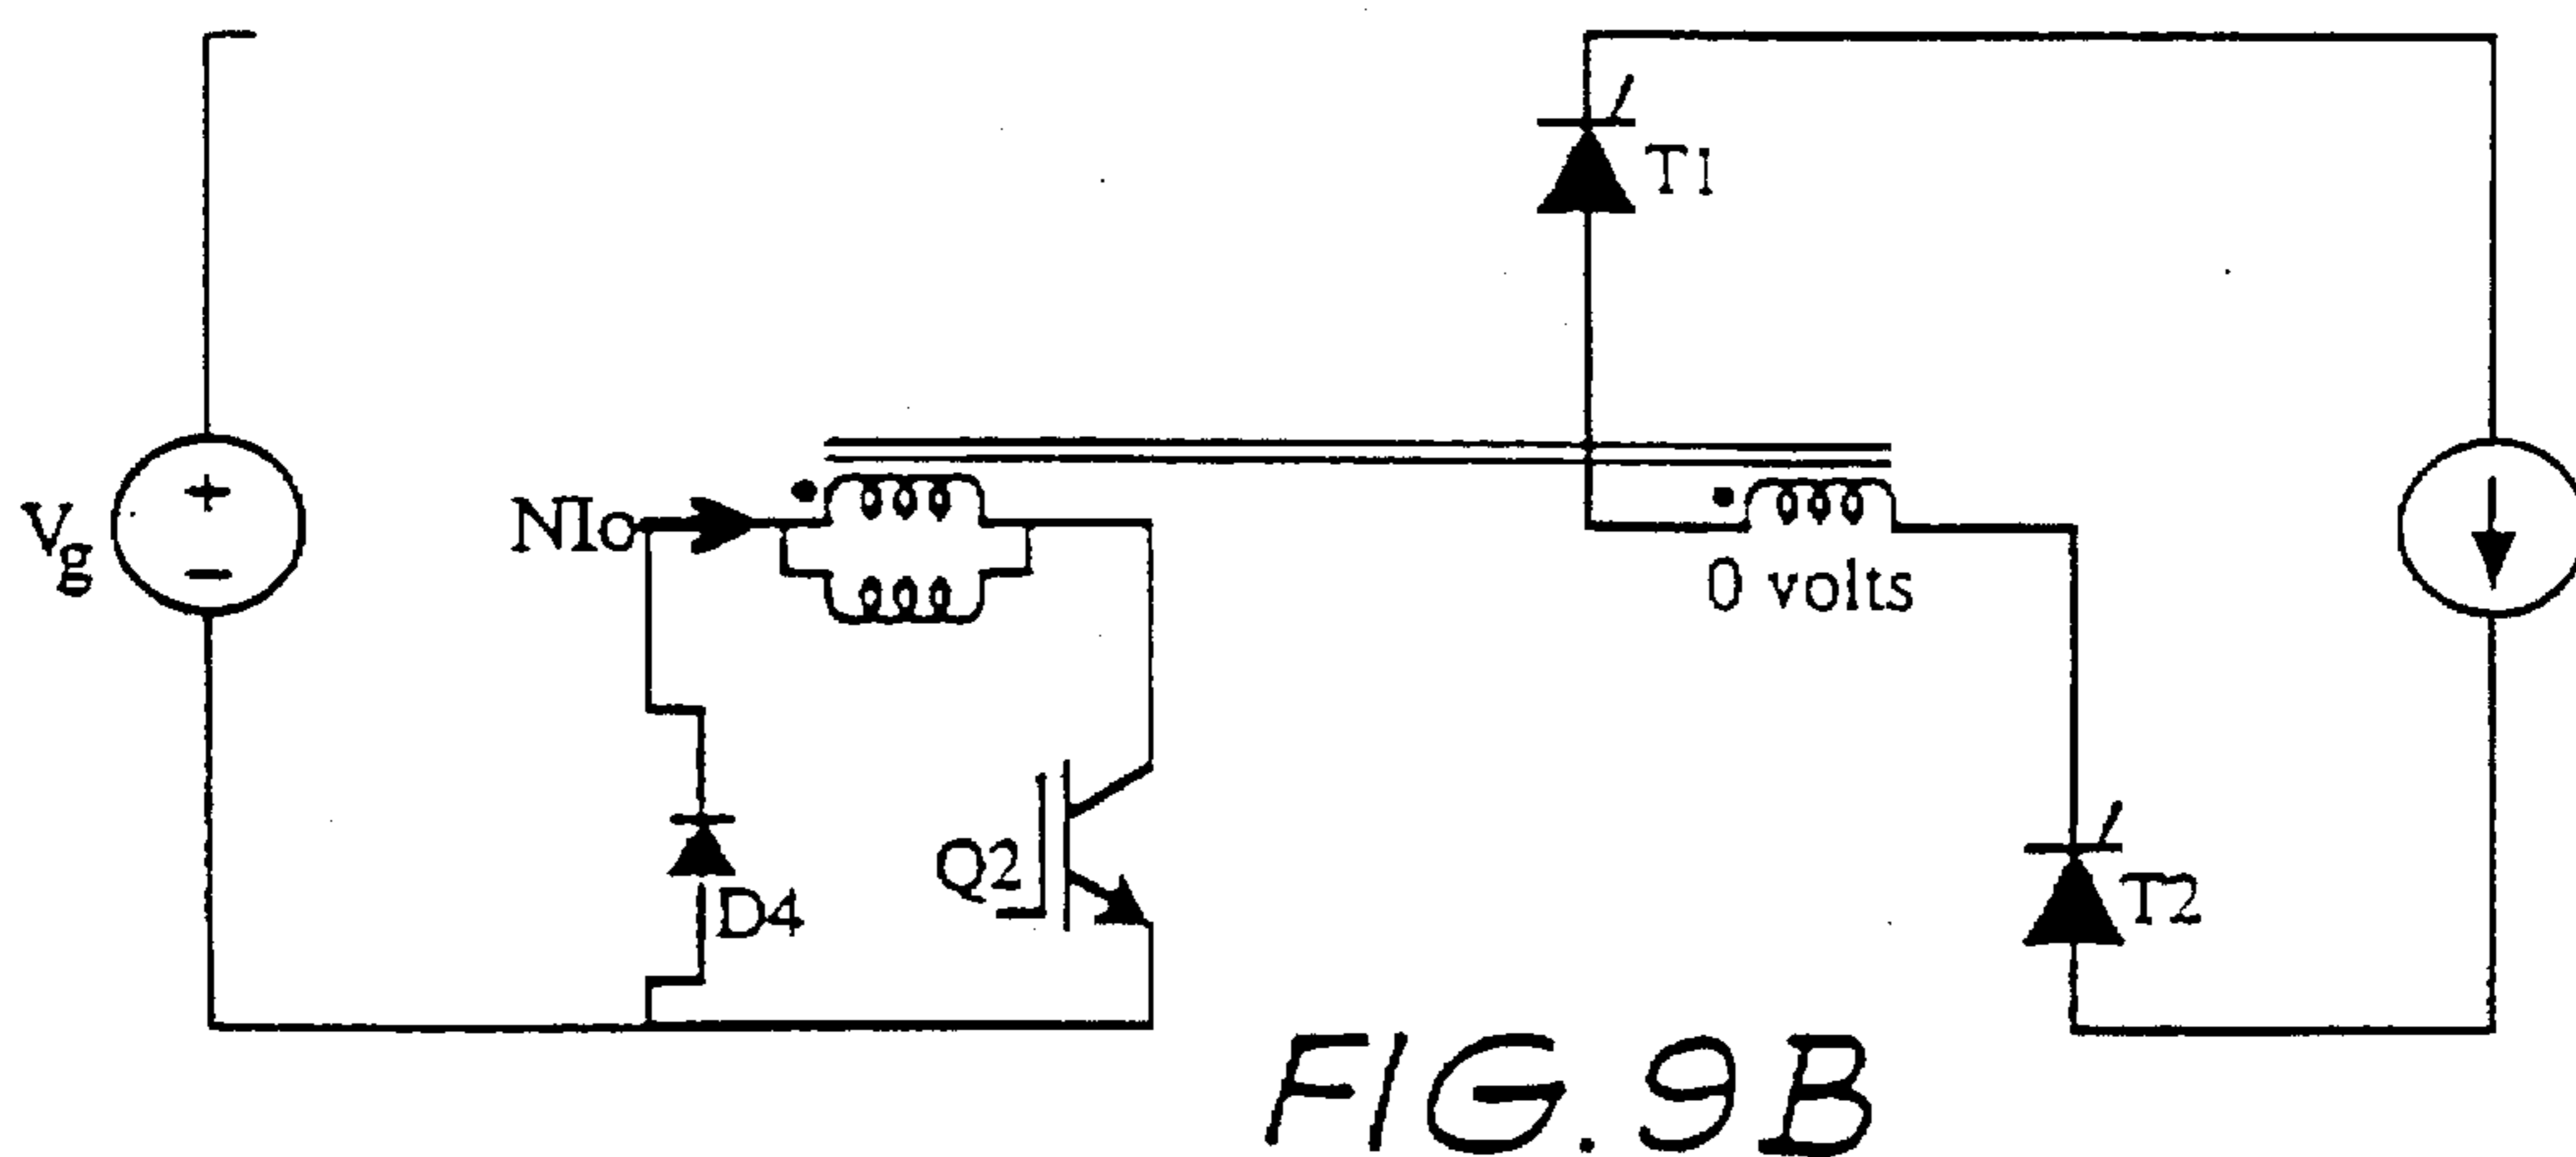 T1
Vg
+
−
NIo
0 volts
Q2
D4
T2
FIG. 9B